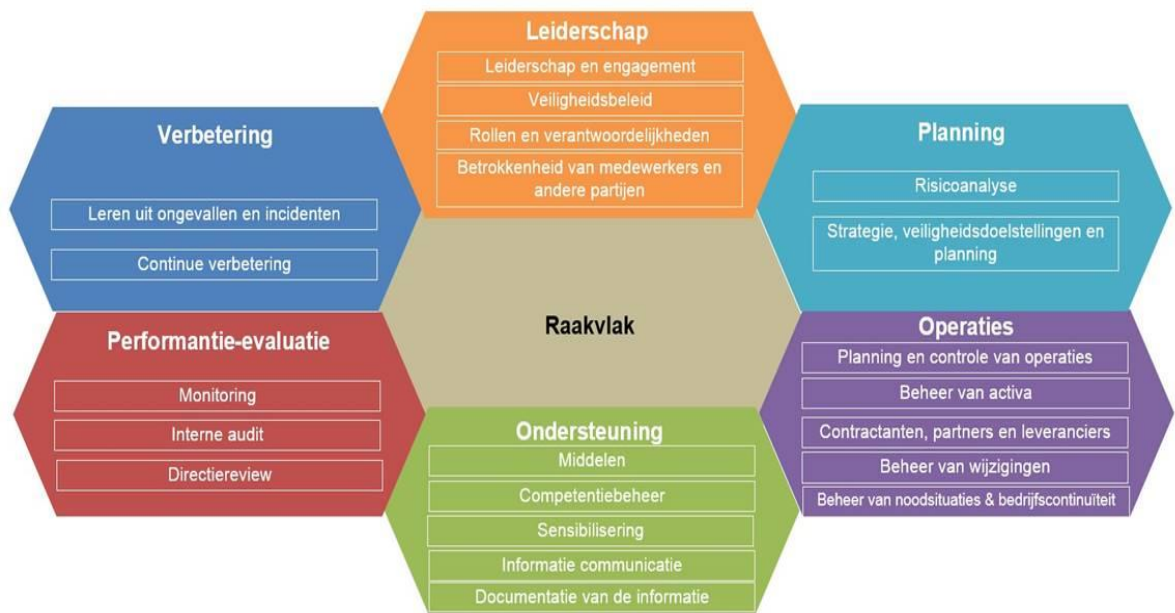 Leiderschap
Leiderschap en engagement
Veiligheidsbeleid
Rollen en verantwoordelijkheden
Betrokkenheid van medewerkers en
andere partijen
Verbetering
Leren uit ongevallen en incidenten
Continue verbetering
Planning
Risicoanalyse
Strategie, veiligheidsdoelstellingen en
planning
Raakvlak
Performantie-evaluatie
Monitoring
Interne audit
Directiereview
Operaties
Planning en controle van operaties
Beheer van activa
Contractanten, partners en leveranciers
Beheer van wijzigingen
Beheer van noodsituaties & bedrijfscontinuïteit
Ondersteuning
Middelen
Competentiebeheer
Sensibilisering
Informatie communicatie
Documentatie van de informatie